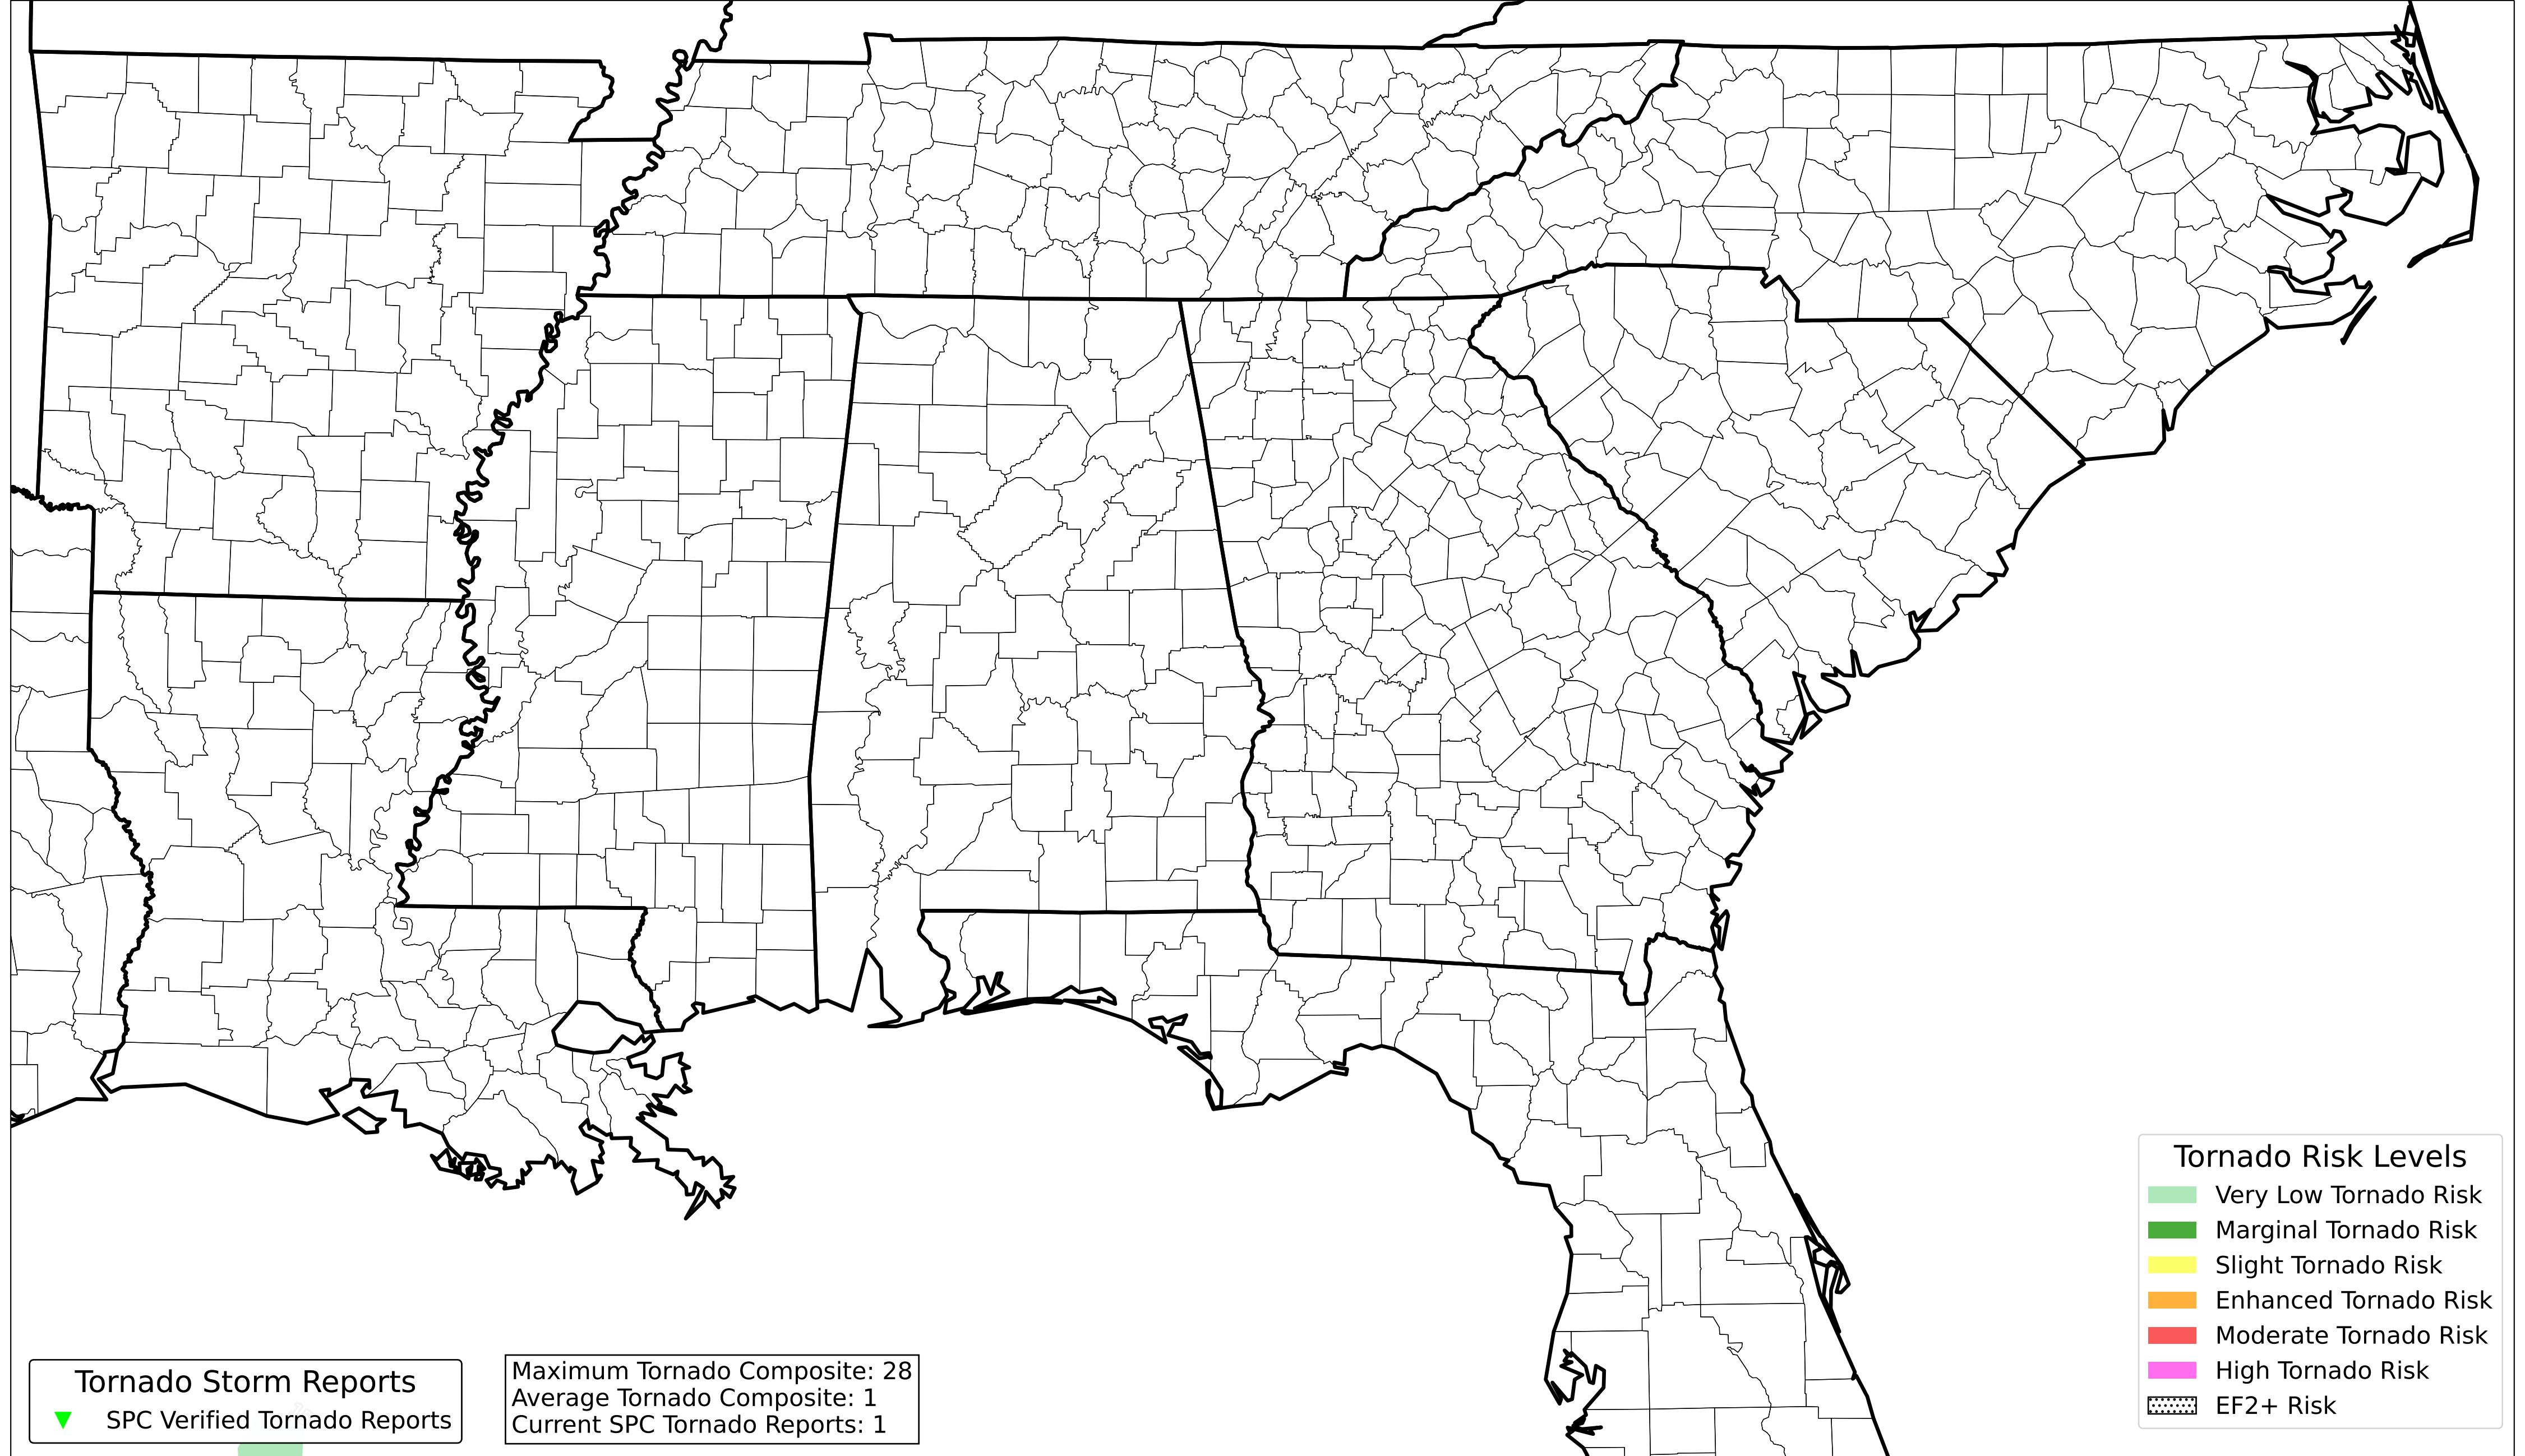 Tornado Risk Levels
Very Low Tornado Risk
Marginal Tornado Risk
Slight Tornado Risk
Enhanced Tornado Risk
Moderate Tornado Risk
High Tornado Risk
EF2+ Risk
Tornado Storm Reports
SPC Verified Tornado Reports
Maximum Tornado Composite: 28
Average Tornado Composite: 1
Current SPC Tornado Reports: 1